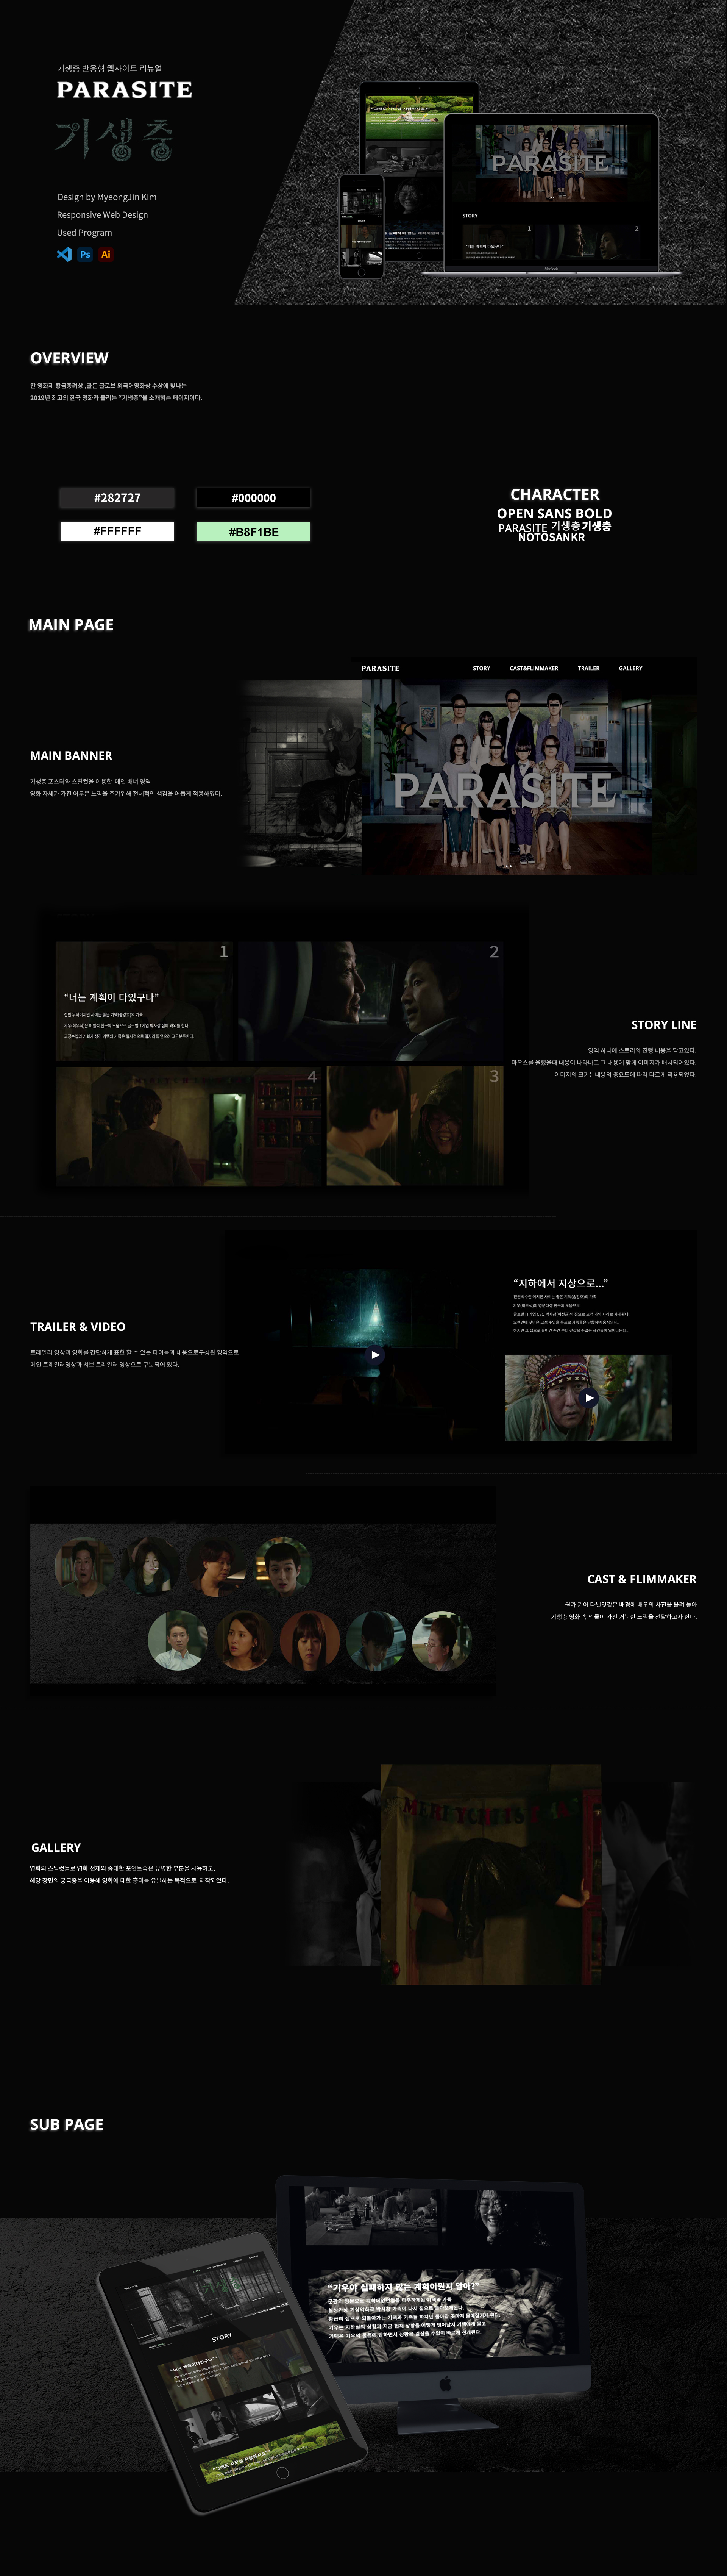 기생충 반응형 웹사이트 리뉴얼
PARASITE
기생충
Design by MyeongJin Kim
Responsive Web Design
Used Program
Ps
Ai
PARASITE
STORY
1
2
MacBook
OVERVIEW
칸 영화제 황금종려상 ,골든 글로브 외국어영화상 수상에 빛나는
2019년 최고의 한국 영화라 불리는 “기생충”을 소개하는 페이지이다.
#282727
#000000
#FFFFFF
#B8F1BE
CHARACTER
OPEN SANS BOLD
PARASITE 기생충기생충
NOTOSANKR
MAIN PAGE
PARASITE
STORY
CAST&FLIMMAKER
TRAILER
GALLERY
PARASITE
MAIN BANNER
기생충 포스터와 스틸컷을 이용한 메인 배너 영역
영화 자체가 가진 어두운 느낌을 주기위해 전체적인 색감을 어둡게 적용하였다.
1
2
“너는 계획이 다있구나”
4
3
STORY LINE
영역 하나에 스토리의 진행 내용을 담고있다.
마우스를 올렸을때 내용이 나타나고 그 내용에 맞게 이미지가 배치되어있다.
이미지의 크기는내용의 중요도에 따라 다르게 적용되었다.
“지하에서 지상으로...”
TRAILER & VIDEO
트레일러 영상과 영화를 간단하게 표현 할 수 있는 타이틀과 내용으로구성된 영역으로
메인 트레일러영상과 서브 트레일러 영상으로 구분되어 있다.
CAST & FLIMMAKER
뭔가 기어 다닐것같은 배경에 배우의 사진을 올려 놓아
기생충 영화 속 인물이 가진 거북한 느낌을 전달하고자 한다.
GALLERY
영화의 스틸컷들로 영화 전체의 중대한 포인트혹은 유명한 부분을 사용하고,
해당 장면의 궁금증을 이용해 영화에 대한 흥미를 유발하는 목적으로 제작되었다.
SUB PAGE
“기우야 실패하지 않는 계획이뭔지 알아?”
STORY
“너는 계획이다있구나?”